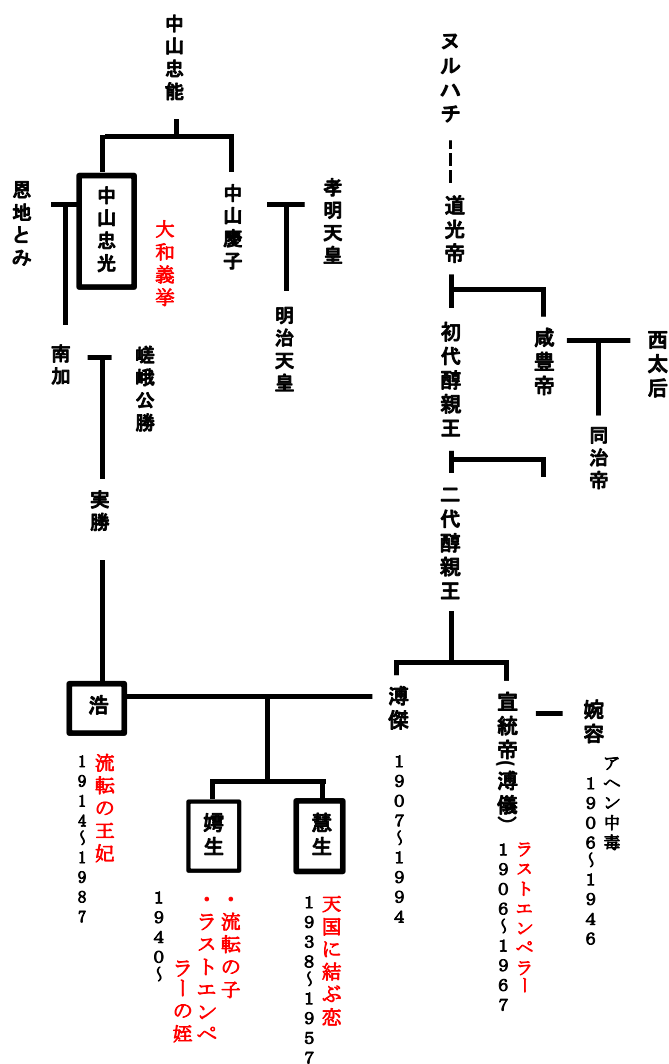 ヌルハチ
道光帝
初代醇親王
咸豊帝
西太后
同治帝
二代醇親王
溥傑
1907~1994
宣統帝(溥儀)
ラストエンペラー
1906~1967
婉容
アヘン中毒
1906~1946
中山忠能
中山慶子
孝明天皇
明治天皇
中山忠光
大和義挙
恩地とみ
南加
嵯峨公勝
実勝
浩
流転の王妃
1914~1987
慧生
天国に結ぶ恋
1938~1957
嫮生
・流転の子
・ラストエンペ
ラーの姪
1940~